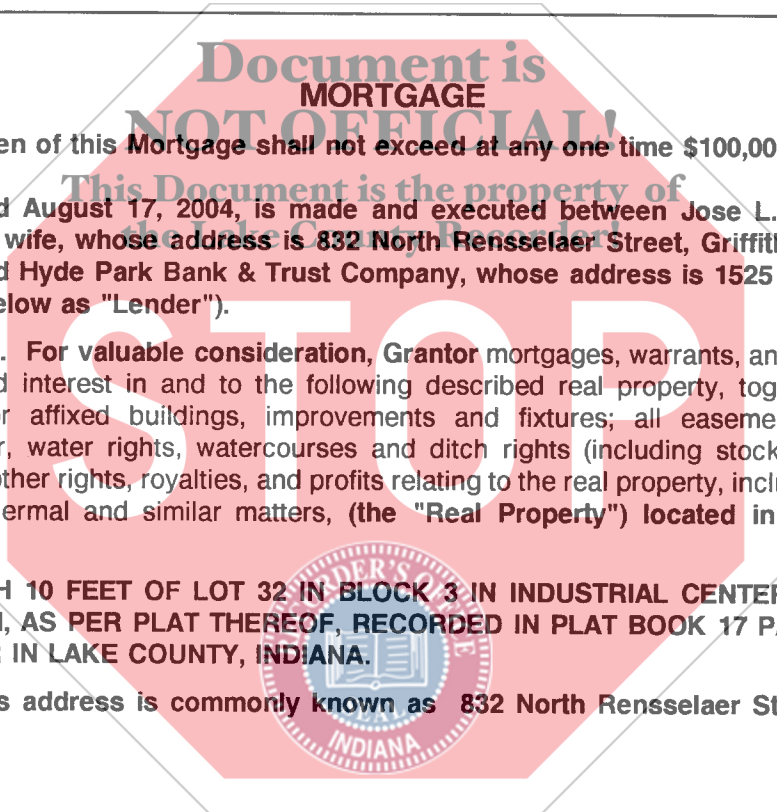 Document is
MORTGAGE
NOT OFFICIAL!
en of this Mortgage shall not exceed at any one time $100,00
This Document is the property of
d August 17, 2004, is made and executed between Jose L.
the Lake County Recorder!
wife, whose address is 832 North Rensselaer Street, Griffith
d Hyde Park Bank & Trust Company, whose address is 1525
elow as "Lender").
. For valuable consideration, Grantor mortgages, warrants, an
d interest in and to the following described real property, tog
or affixed buildings, improvements and fixtures; all easeme
r, water rights, watercourses and ditch rights (including stock
other rights, royalties, and profits relating to the real property, incl
ermal and similar matters, (the "Real Property") located in
STOP
H 10 FEET OF LOT 32 IN BLOCK 3 IN INDUSTRIAL CENTER
, AS PER PLAT THEREOF, RECORDED IN PLAT BOOK 17 P
IN LAKE COUNTY, INDIANA.
s address is commonly known as 832 North Rensselaer St
SEAL
INDIANA